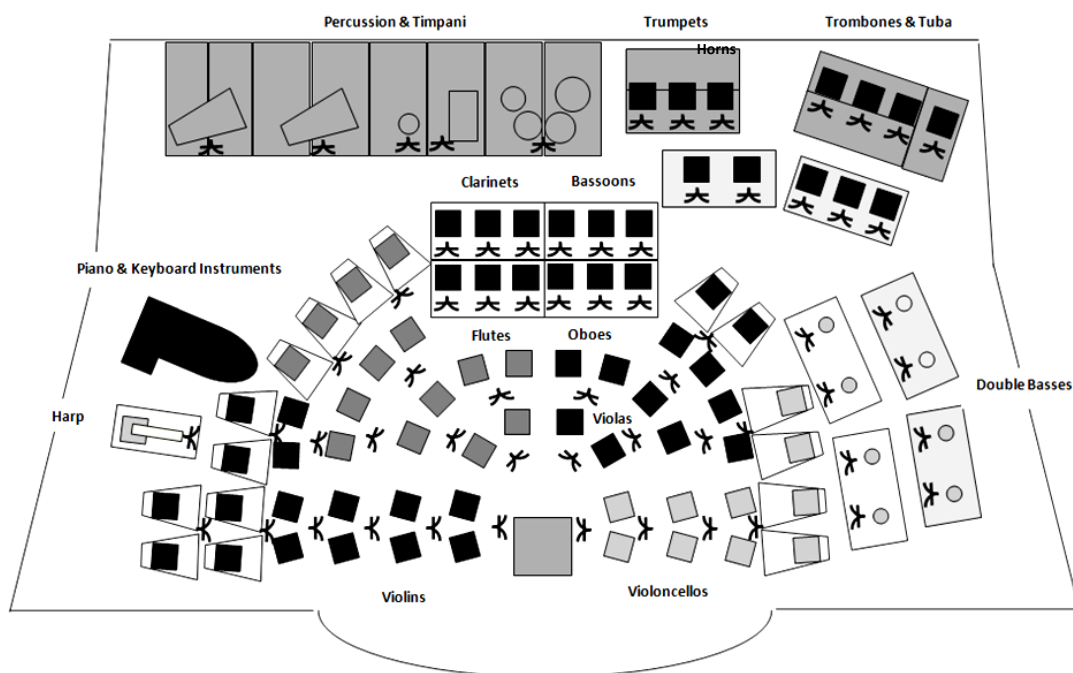 Percussion & Timpani
Trumpets
Trombones & Tuba
Horns
Clarinets
Bassoons
Piano & Keyboard Instruments
Flutes
Oboes
Double Basses
Harp
Violas
Violins
Violoncellos